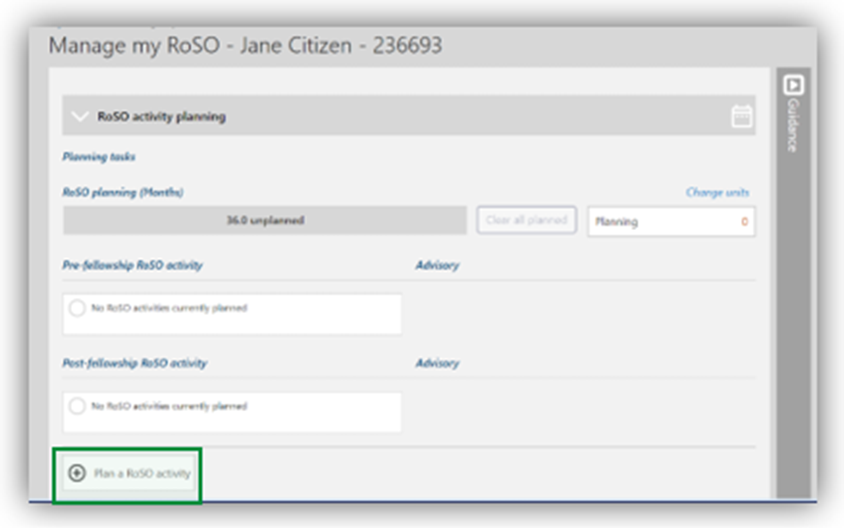 Manage my RoSO - Jane Citizen - 236693
Guidance
RoSO activity planning
Planning tasks
RoSO planning (Months)
Change units
36.0 unplanned
Clear all planned
Planning 0
Pre-fellowship RoSO activity
Advisory
No RoSO activities currently planned
Post-fellowship RoSO activity
Advisory
No RoSO activities currently planned
Plan a RoSO activity